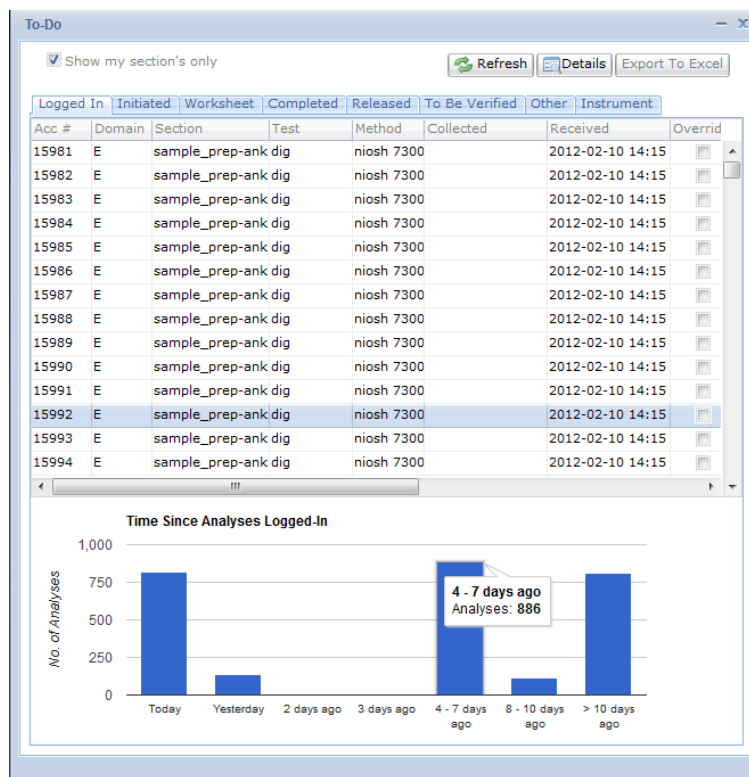 To-Do
Show my section's only Refresh Details Export To Excel
Logged In Initiated Worksheet Completed Released To Be Verified Other Instrument
Acc # Domain Section Test Method Collected Received Overrid
15981 E sample_prep-ank dig niosh 7300 2012-02-10 14:15
15982 E sample_prep-ank dig niosh 7300 2012-02-10 14:15
15983 E sample_prep-ank dig niosh 7300 2012-02-10 14:15
15984 E sample_prep-ank dig niosh 7300 2012-02-10 14:15
15985 E sample_prep-ank dig niosh 7300 2012-02-10 14:15
15986 E sample_prep-ank dig niosh 7300 2012-02-10 14:15
15987 E sample_prep-ank dig niosh 7300 2012-02-10 14:15
15988 E sample_prep-ank dig niosh 7300 2012-02-10 14:15
15989 E sample_prep-ank dig niosh 7300 2012-02-10 14:15
15990 E sample_prep-ank dig niosh 7300 2012-02-10 14:15
15991 E sample_prep-ank dig niosh 7300 2012-02-10 14:15
15992 E sample_prep-ank dig niosh 7300 2012-02-10 14:15
15993 E sample_prep-ank dig niosh 7300 2012-02-10 14:15
15994 E sample_prep-ank dig niosh 7300 2012-02-10 14:15
Time Since Analyses Logged-In
No. of Analyses
1,000
750
500
250
0
4 - 7 days ago
Analyses: 886
Today Yesterday 2 days ago 3 days ago 4 - 7 days ago 8 - 10 days ago > 10 days ago